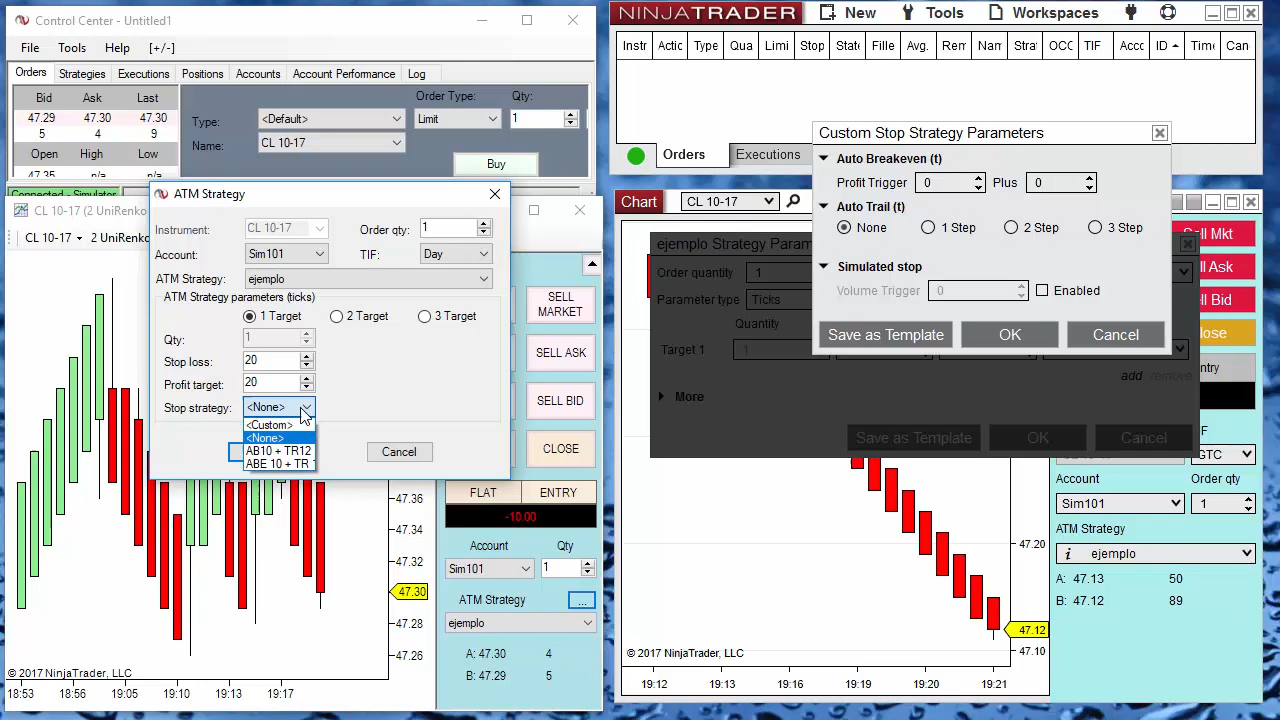 Control Center - Untitled1
File Tools Help [+/-]
Orders Strategies Executions Positions Accounts Account Performance Log
Bid Ask Last
47.29 47.30 47.30
5 4 9
Open High Low
47.35 n/a n/a
Order Type: Qty:
Type: <Default> Limit 1
Name: CL 10-17
Buy
Connected - Simulator
CL 10-17 (2 UniRenko
CL 10-17 2 UniRenko
ATM Strategy
Instrument: CL 10-17 Order qty: 1
Account: Sim101 TIF: Day
ATM Strategy: ejemplo
ATM Strategy parameters (ticks)
1 Target 2 Target 3 Target
Qty: 1
Stop loss: 20
Profit target: 20
Stop strategy: <None>
<Custom>
<None>
AB10 + TR12
ABE 10 + TR
Cancel
SELL MARKET
SELL ASK
SELL BID
CLOSE
FLAT ENTRY
-10.00
Account Qty
Sim101 1
ATM Strategy ...
ejemplo
A: 47.30 4
B: 47.29 5
47.36
47.34
47.32
47.30
47.28
47.26
© 2017 NinjaTrader, LLC
18:53 18:56 19:05 19:10 19:13 19:17
NINJATRADER New Tools Workspaces
Instr Actic Type Qua Limi Stop State Fille Avg. Rem Nam Stra OCC TIF Acco ID Time Can
Orders Executions
Custom Stop Strategy Parameters
Auto Breakeven (t)
Profit Trigger 0 Plus 0
Auto Trail (t)
None 1 Step 2 Step 3 Step
Simulated stop
Volume Trigger 0 Enabled
Save as Template OK Cancel
Chart CL 10-17
ejemplo Strategy Param
Order quantity 1
Parameter type Ticks
Quantity
Target 1 1
add remove
More
Save as Template OK Cancel
Sell Mkt
Sell Ask
Sell Bid
Close
ntry
F
GTC
Account Order qty
Sim101 1
ATM Strategy
i ejemplo
A: 47.13 50
B: 47.12 89
47.20
47.12
47.10
© 2017 NinjaTrader, LLC
19:12 19:16 19:19 19:20 19:21